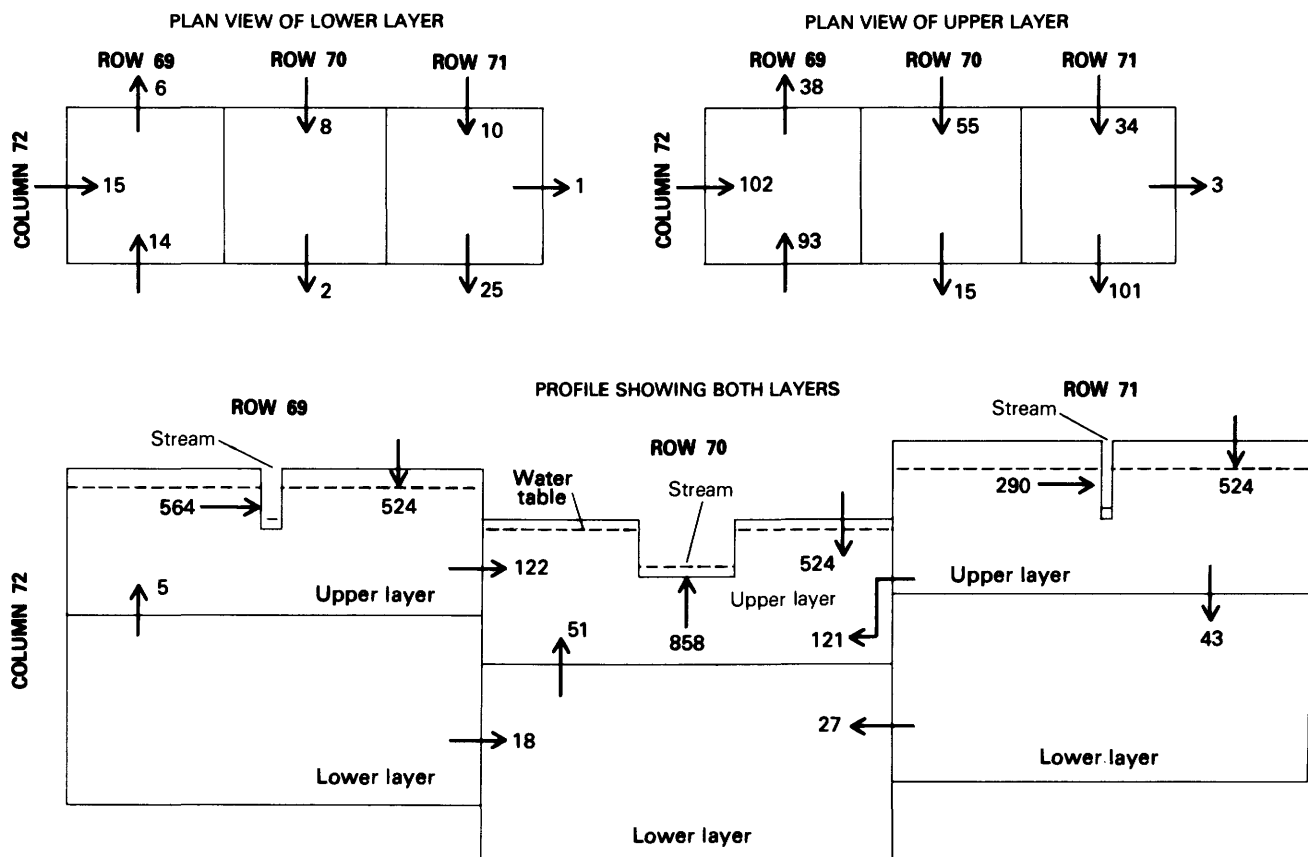 PLAN VIEW OF LOWER LAYER
ROW 69 ROW 70 ROW 71
6
8 10
COLUMN 72
15 1
14
2 25
PLAN VIEW OF UPPER LAYER
ROW 69 ROW 70 ROW 71
38
55 34
COLUMN 72
102 3
93
15 101
PROFILE SHOWING BOTH LAYERS
ROW 69
Stream
ROW 70
ROW 71
Stream
Water
table
Stream
564 524
290 524
COLUMN 72
122
524
5
Upper layer
Upper layer
Upper layer
51
858
121
43
18
27
Lower layer
Lower layer
Lower layer